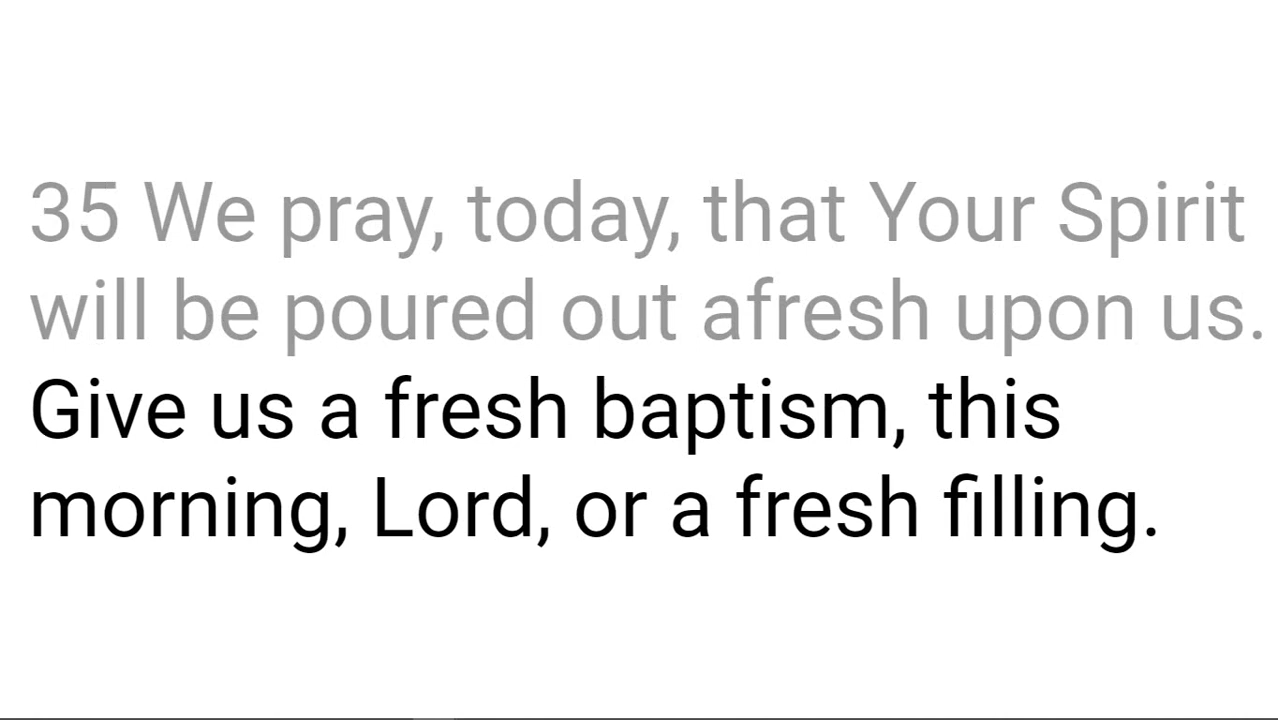 35 We pray, today, that Your Spirit
will be poured out afresh upon us.
Give us a fresh baptism, this
morning, Lord, or a fresh filling.